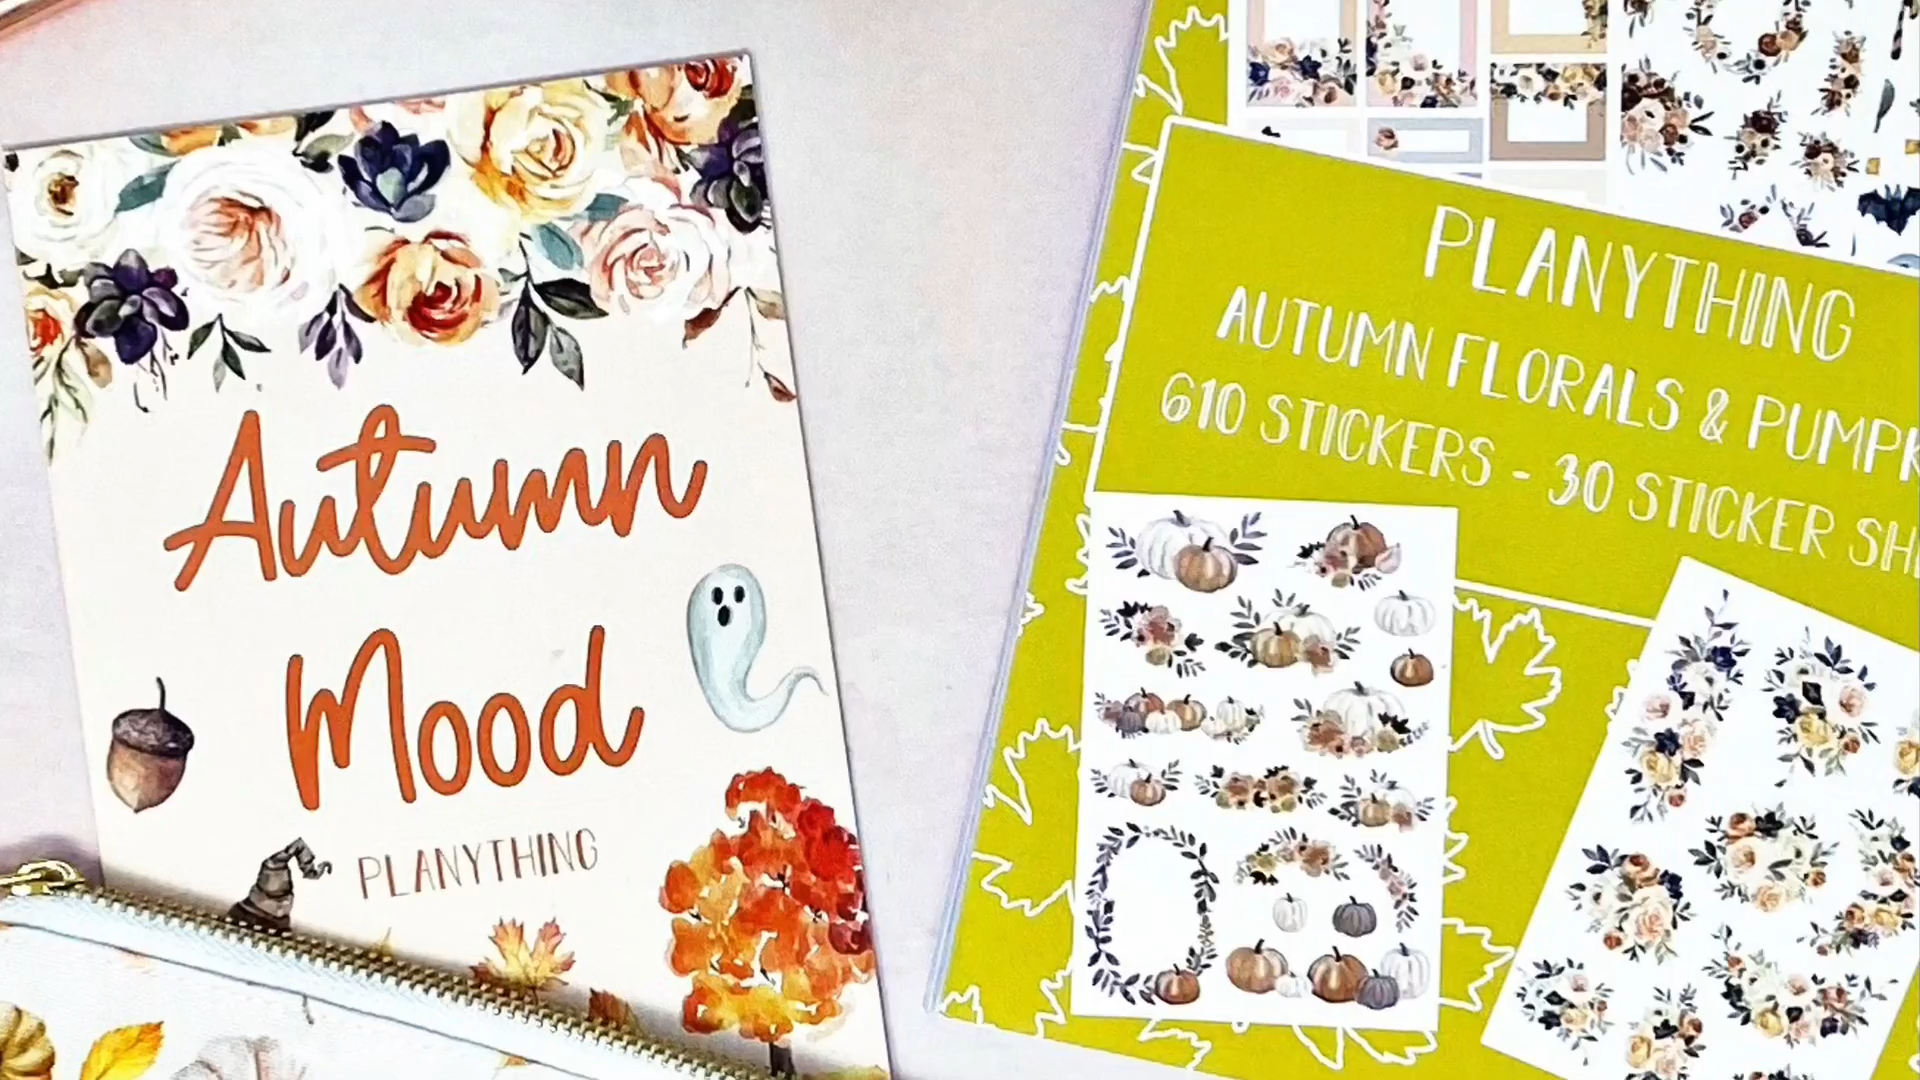 Autumn
Mood
PLANYTHING
PLANYTHING
AUTUMN FLORALS & PUMPK
610 STICKERS - 30 STICKER SH